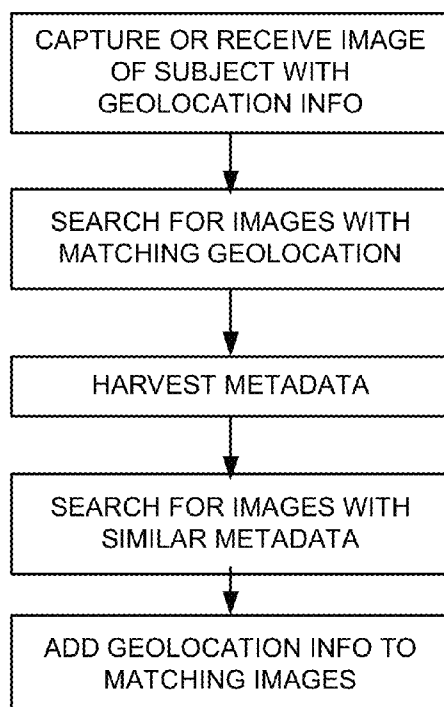 CAPTURE OR RECEIVE IMAGE
OF SUBJECT WITH
GEOLOCATION INFO
SEARCH FOR IMAGES WITH
MATCHING GEOLOCATION
HARVEST METADATA
SEARCH FOR IMAGES WITH
SIMILAR METADATA
ADD GEOLOCATION INFO TO
MATCHING IMAGES